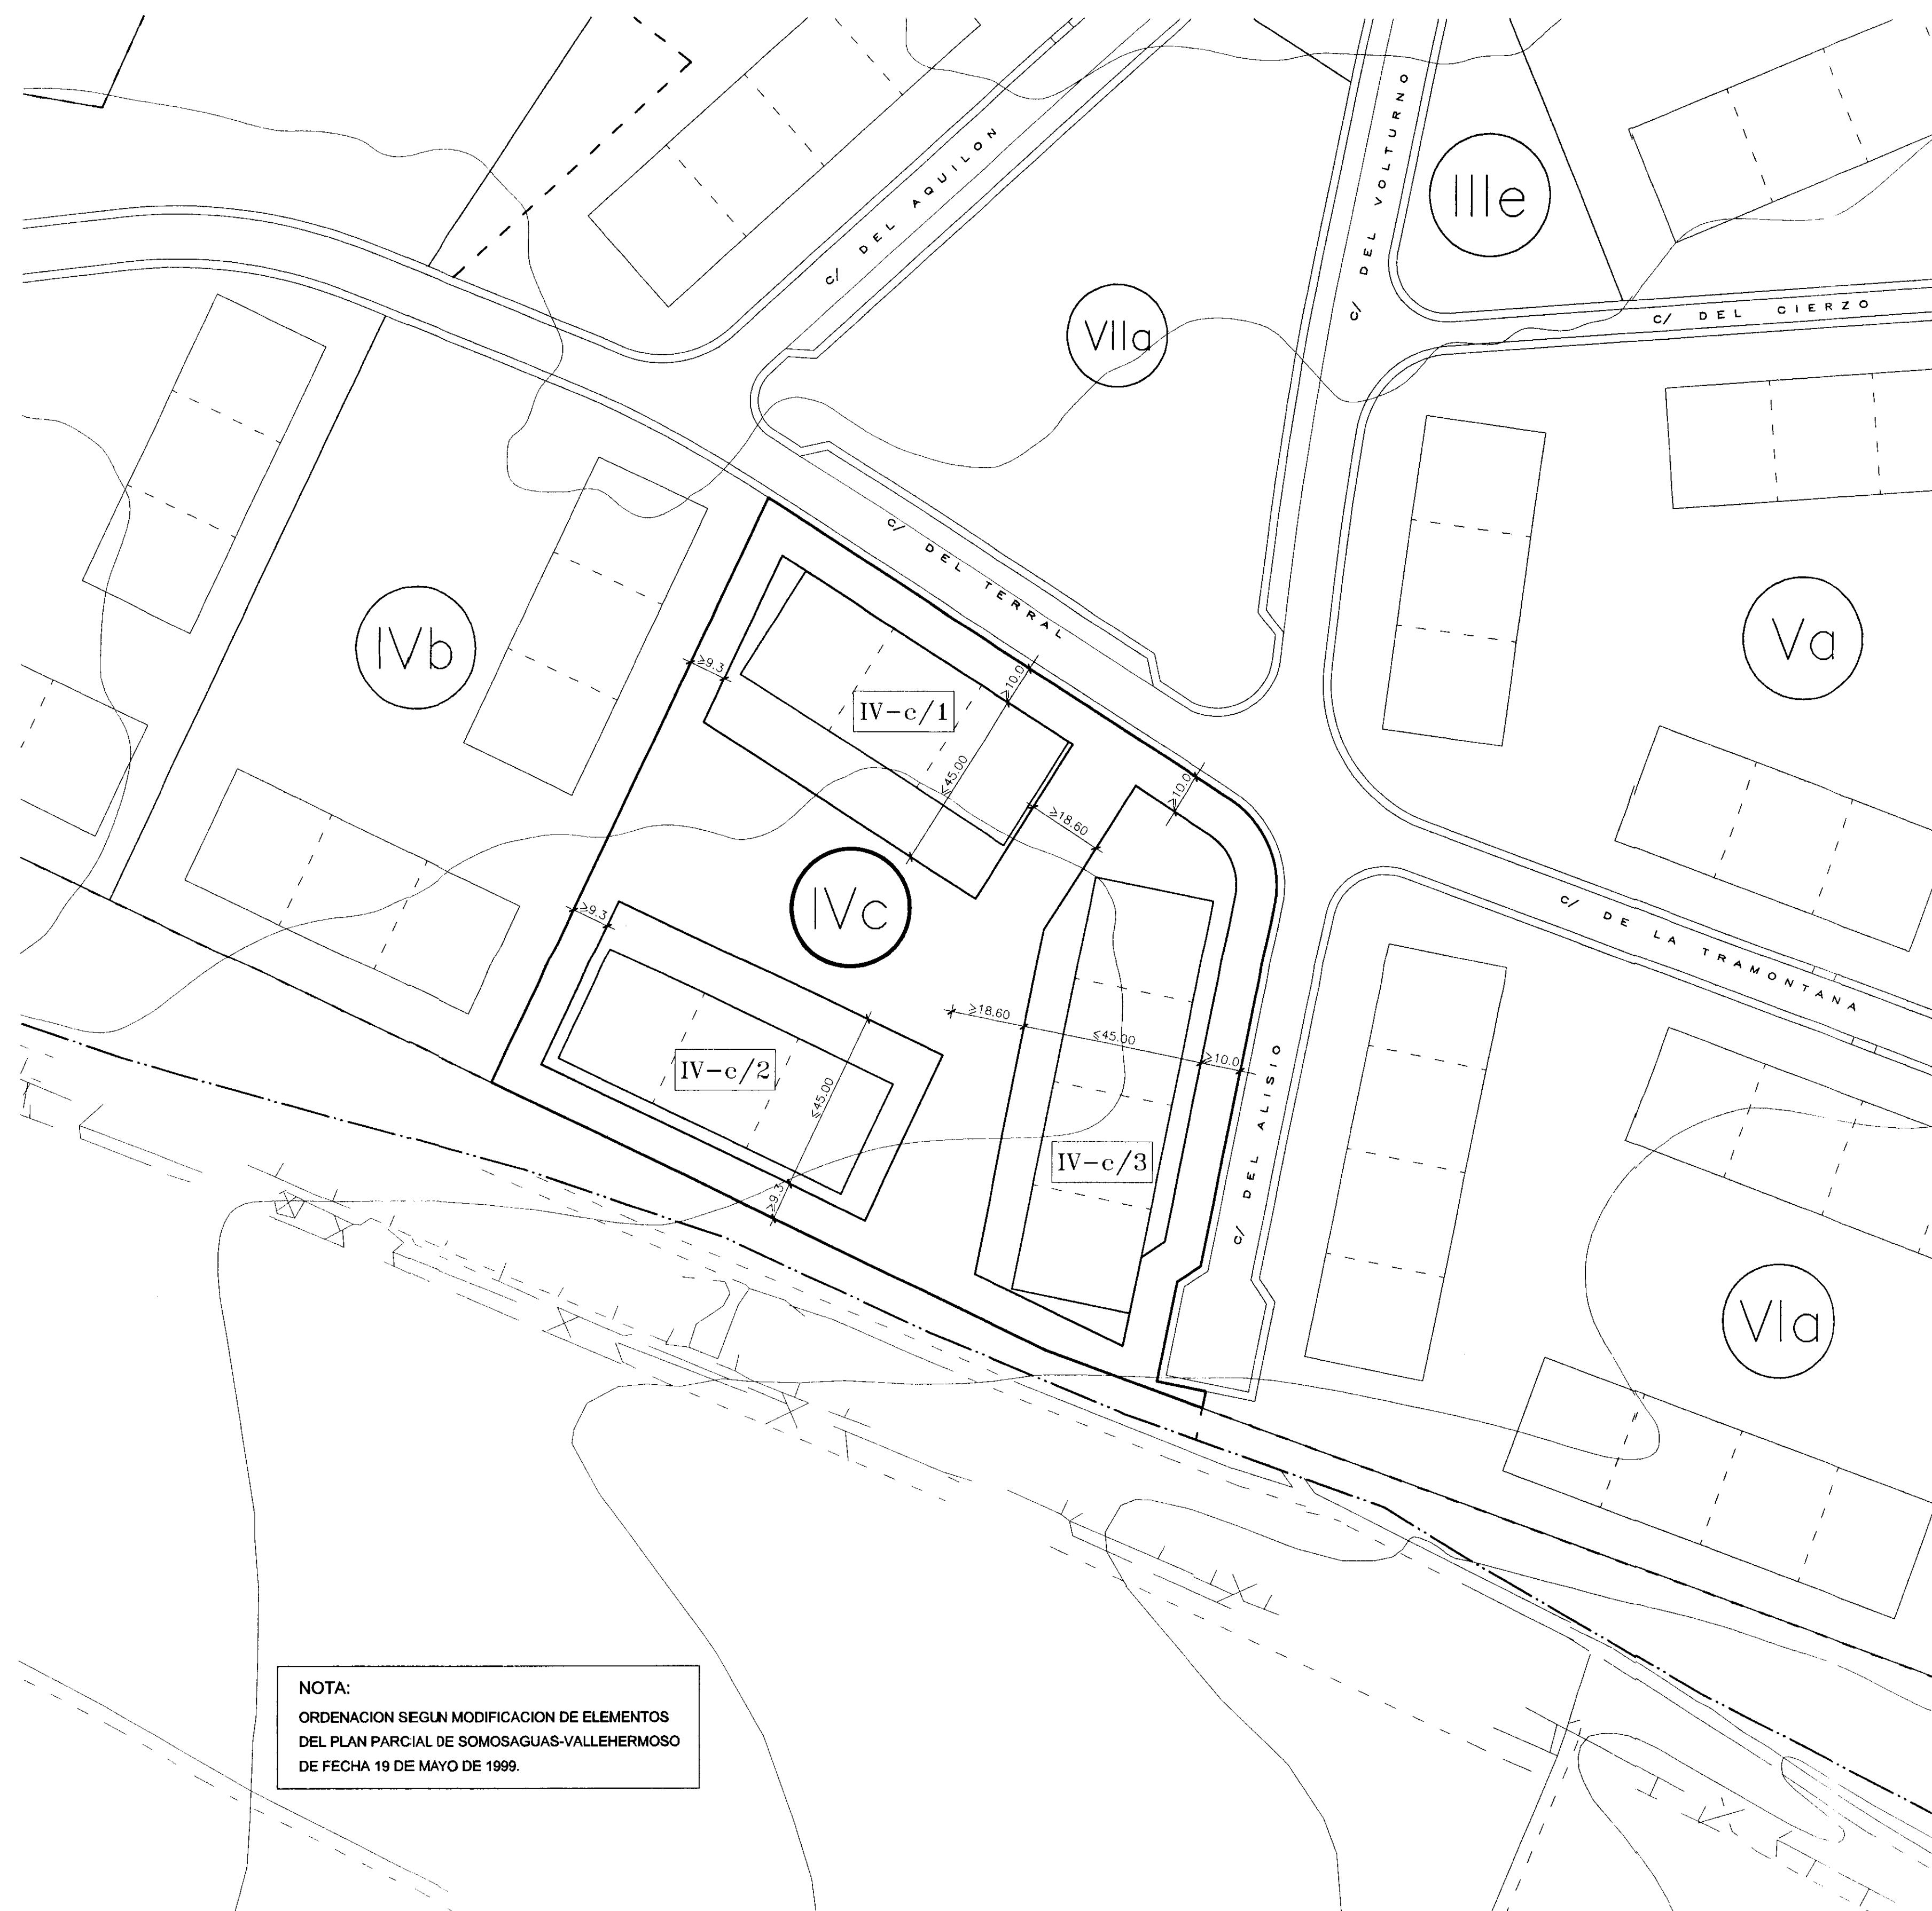 C/ DEL AQUILON
C/ DEL VOLTURNO
IIIe
C/ DEL CIERZO
VIIa
C/ DEL TERRAL
IVb
Va
≥9.3
≥10.0
IV-c/1
≤45.00
≥10.0
≥18.60
IVc
≥9.3
C/ DE LA TRAMONTANA
≥18.60
≤45.00
≥10.0
IV-c/2
≤45.00
C/ DEL ALISIO
IV-c/3
≥9.3
VIa
NOTA:
ORDENACION SEGUN MODIFICACION DE ELEMENTOS
DEL PLAN PARCIAL DE SOMOSAGUAS-VALLEHERMOSO
DE FECHA 19 DE MAYO DE 1999.